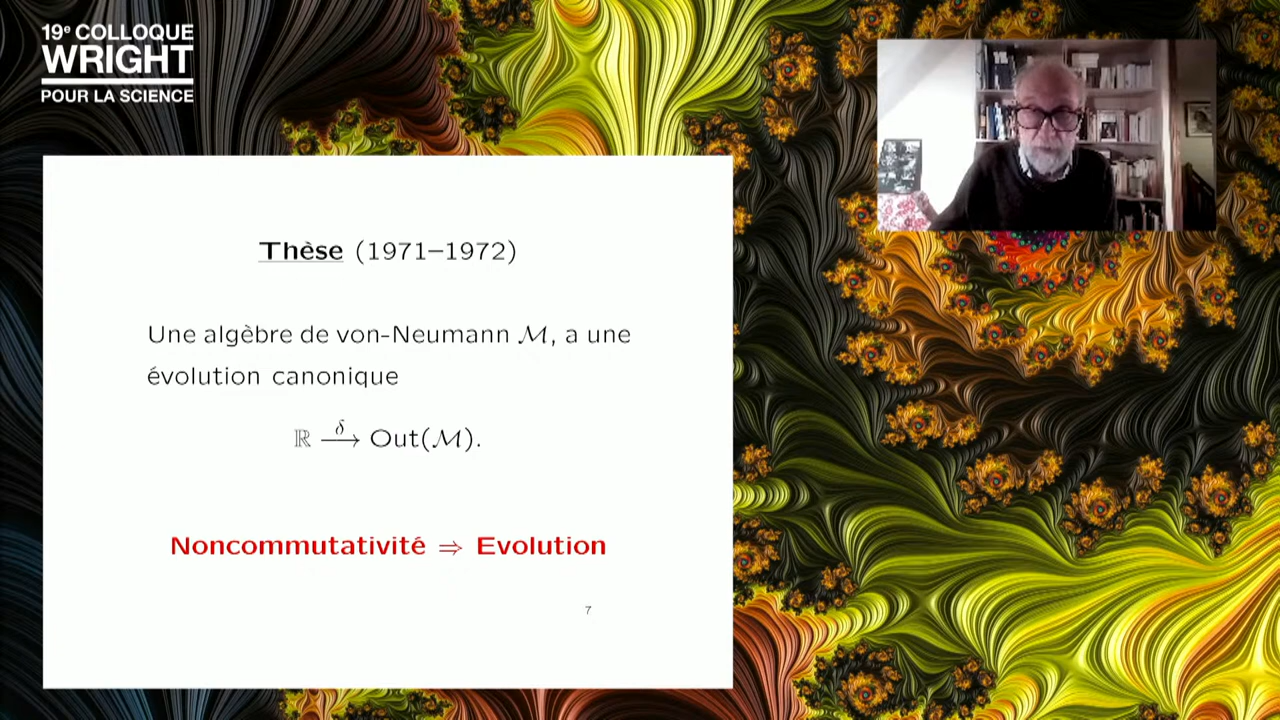 19e COLLOQUE
WRIGHT
POUR LA SCIENCE
Thèse (1971–1972)
Une algèbre de von-Neumann ℳ, a une
évolution canonique
ℝ —δ→ Out(ℳ).
Noncommutativité ⇒ Evolution
7